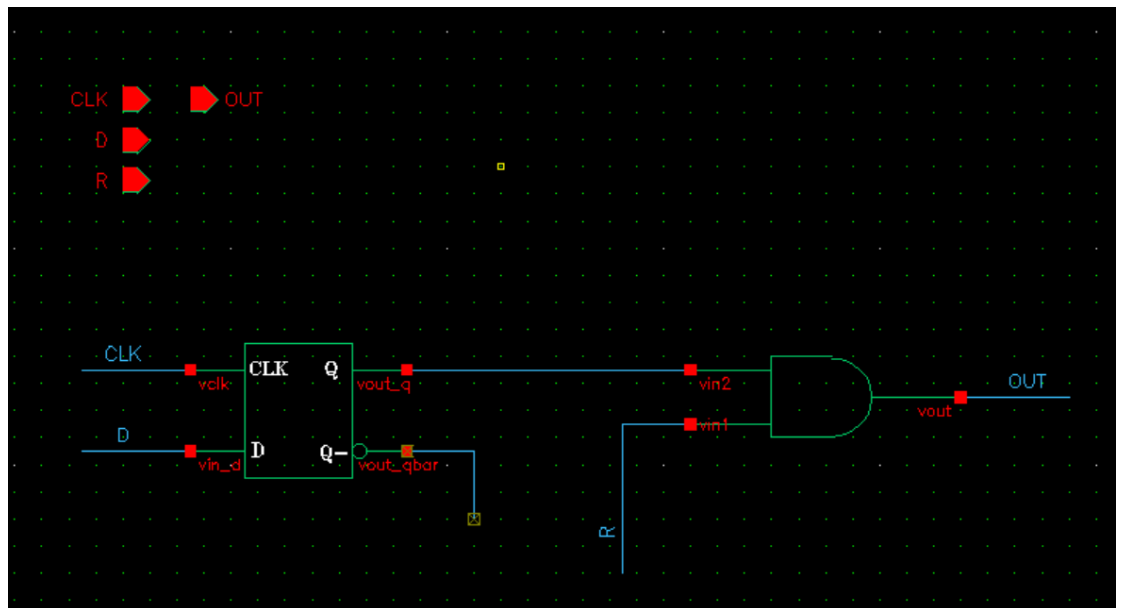 CLK OUT
D
R
CLK
CLK Q
vclk vout_q vin2
OUT
vout
vin1
D
D Q-
vin_d vout_qbar
R